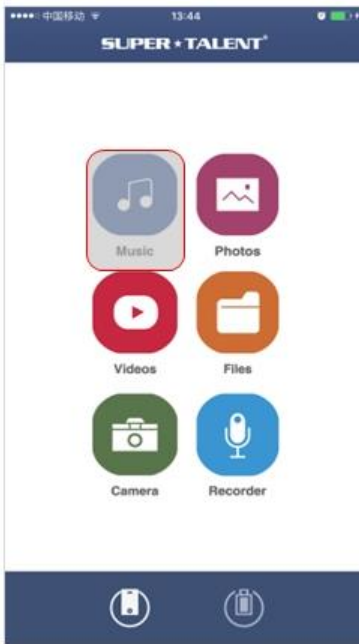 中国移动 13:44
SUPER★TALENT®
Music Photos
Videos Files
Camera Recorder